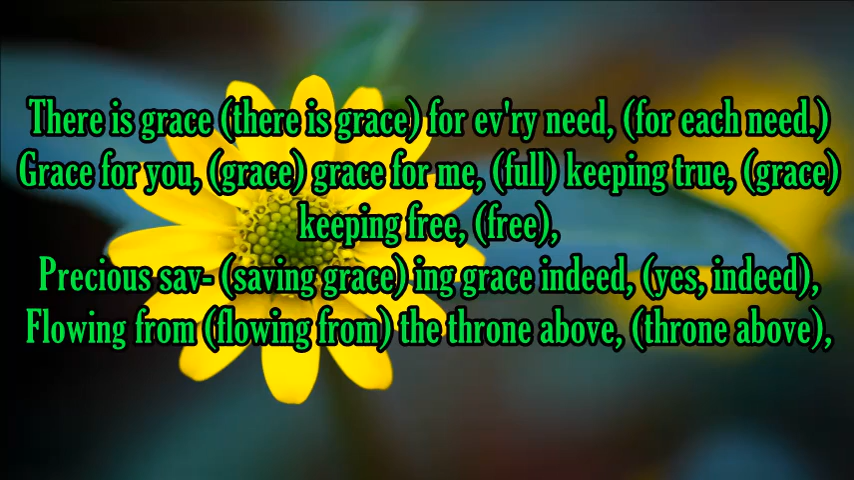 There is grace (there is grace) for ev'ry need, (for each need.)
Grace for you, (grace) grace for me, (full) keeping true, (grace)
keeping free, (free),
Precious sav- (saving grace) ing grace indeed, (yes, indeed),
Flowing from (flowing from) the throne above, (throne above),